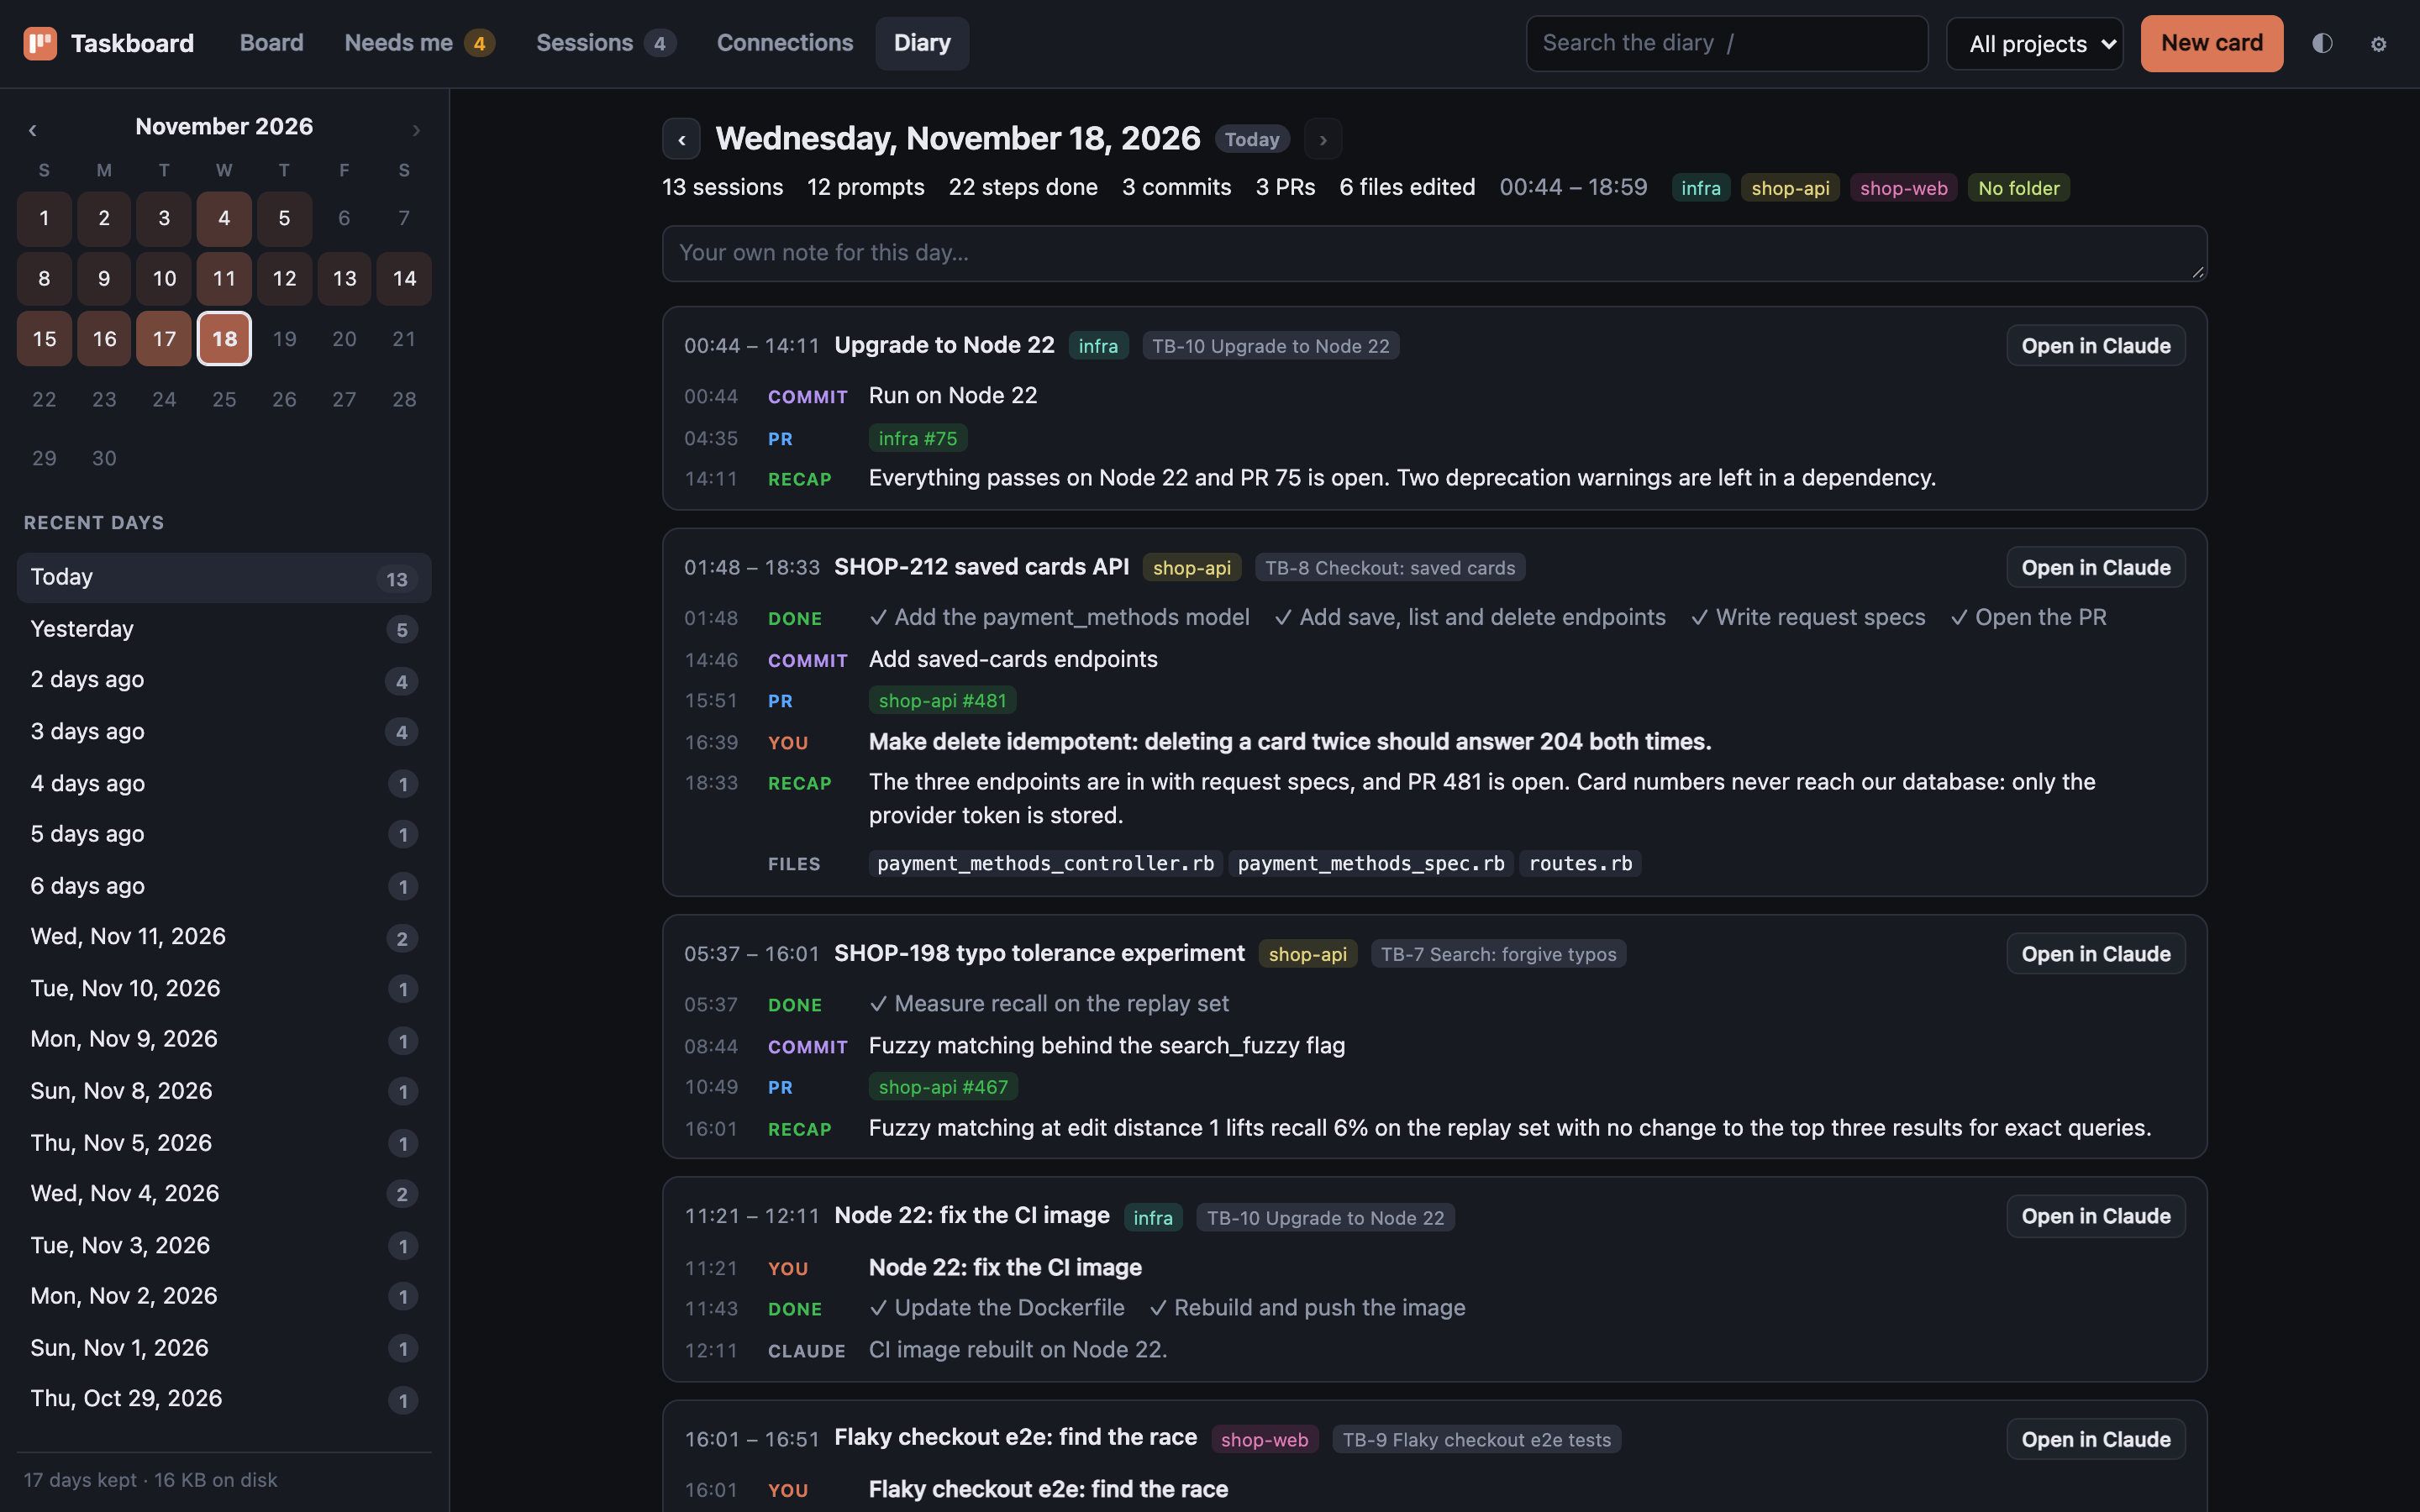 Taskboard Board Needs me 4 Sessions 4 Connections Diary Search the diary / All projects New card
‹ November 2026 ›
S M T W T F S
1 2 3 4 5 6 7
8 9 10 11 12 13 14
15 16 17 18 19 20 21
22 23 24 25 26 27 28
29 30
RECENT DAYS
Today 13
Yesterday 5
2 days ago 4
3 days ago 4
4 days ago 1
5 days ago 1
6 days ago 1
Wed, Nov 11, 2026 2
Tue, Nov 10, 2026 1
Mon, Nov 9, 2026 1
Sun, Nov 8, 2026 1
Thu, Nov 5, 2026 1
Wed, Nov 4, 2026 2
Tue, Nov 3, 2026 1
Mon, Nov 2, 2026 1
Sun, Nov 1, 2026 1
Thu, Oct 29, 2026 1
17 days kept · 16 KB on disk
‹ Wednesday, November 18, 2026 Today ›
13 sessions 12 prompts 22 steps done 3 commits 3 PRs 6 files edited 00:44 – 18:59 infra shop-api shop-web No folder
Your own note for this day...
00:44 – 14:11 Upgrade to Node 22 infra TB-10 Upgrade to Node 22 Open in Claude
00:44 COMMIT Run on Node 22
04:35 PR infra #75
14:11 RECAP Everything passes on Node 22 and PR 75 is open. Two deprecation warnings are left in a dependency.
01:48 – 18:33 SHOP-212 saved cards API shop-api TB-8 Checkout: saved cards Open in Claude
01:48 DONE ✓ Add the payment_methods model ✓ Add save, list and delete endpoints ✓ Write request specs ✓ Open the PR
14:46 COMMIT Add saved-cards endpoints
15:51 PR shop-api #481
16:39 YOU Make delete idempotent: deleting a card twice should answer 204 both times.
18:33 RECAP The three endpoints are in with request specs, and PR 481 is open. Card numbers never reach our database: only the
provider token is stored.
FILES payment_methods_controller.rb payment_methods_spec.rb routes.rb
05:37 – 16:01 SHOP-198 typo tolerance experiment shop-api TB-7 Search: forgive typos Open in Claude
05:37 DONE ✓ Measure recall on the replay set
08:44 COMMIT Fuzzy matching behind the search_fuzzy flag
10:49 PR shop-api #467
16:01 RECAP Fuzzy matching at edit distance 1 lifts recall 6% on the replay set with no change to the top three results for exact queries.
11:21 – 12:11 Node 22: fix the CI image infra TB-10 Upgrade to Node 22 Open in Claude
11:21 YOU Node 22: fix the CI image
11:43 DONE ✓ Update the Dockerfile ✓ Rebuild and push the image
12:11 CLAUDE CI image rebuilt on Node 22.
16:01 – 16:51 Flaky checkout e2e: find the race shop-web TB-9 Flaky checkout e2e tests Open in Claude
16:01 YOU Flaky checkout e2e: find the race